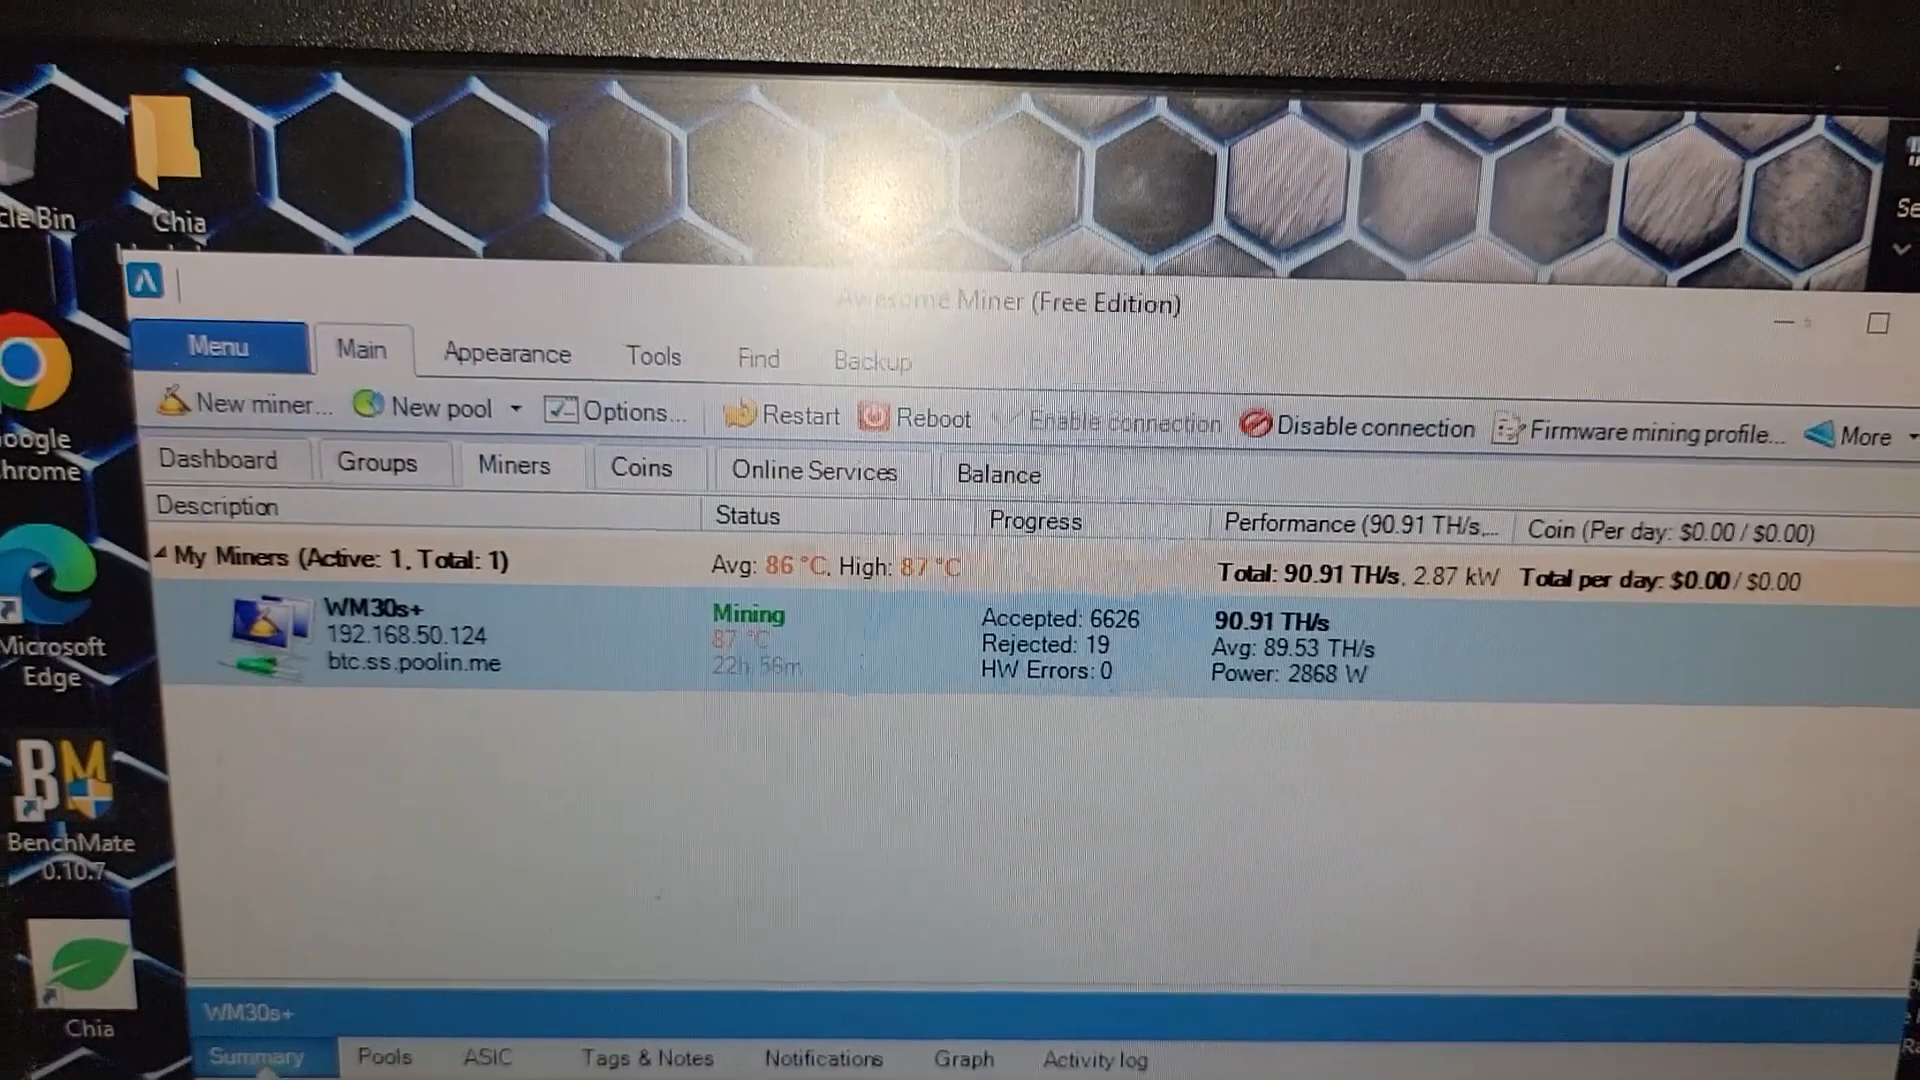 cle Bin
Chia
Awesome Miner (Free Edition)
Menu
Main
Appearance
Tools
Find
Backup
New miner...
New pool
Options...
Restart
Reboot
Enable connection
Disable connection
Firmware mining profile...
More
Dashboard
Groups
Miners
Coins
Online Services
Balance
Description
Status
Progress
Performance (90.91 TH/s,...
Coin (Per day: $0.00 / $0.00)
My Miners (Active: 1, Total: 1)
Avg: 86 °C, High: 87 °C
Total: 90.91 TH/s, 2.87 kW
Total per day: $0.00 / $0.00
WM30s+
192.168.50.124
btc.ss.poolin.me
Mining
87 °C
22h 56m
Accepted: 6626
Rejected: 19
HW Errors: 0
90.91 TH/s
Avg: 89.53 TH/s
Power: 2868 W
oogle
hrome
Microsoft
Edge
BM
BenchMate
0.10.7
Chia
Se
WM30s+
Summary
Pools
ASIC
Tags & Notes
Notifications
Graph
Activity log